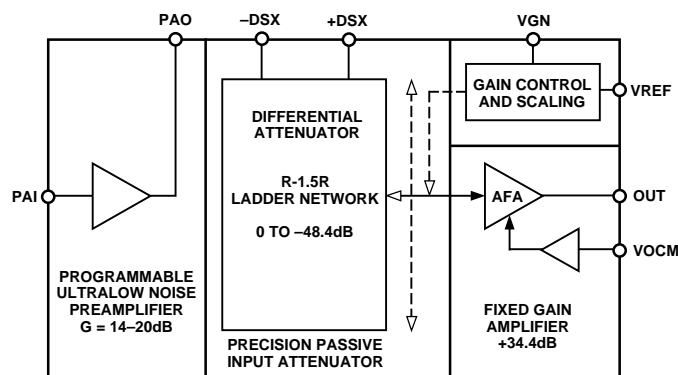 PAO
–DSX
+DSX
VGN
GAIN CONTROL
AND SCALING
VREF
DIFFERENTIAL
ATTENUATOR
R-1.5R
LADDER NETWORK
0 TO –48.4dB
PAI
AFA
OUT
VOCM
PROGRAMMABLE
ULTRALOW NOISE
PREAMPLIFIER
G = 14–20dB
PRECISION PASSIVE
INPUT ATTENUATOR
FIXED GAIN
AMPLIFIER
+34.4dB